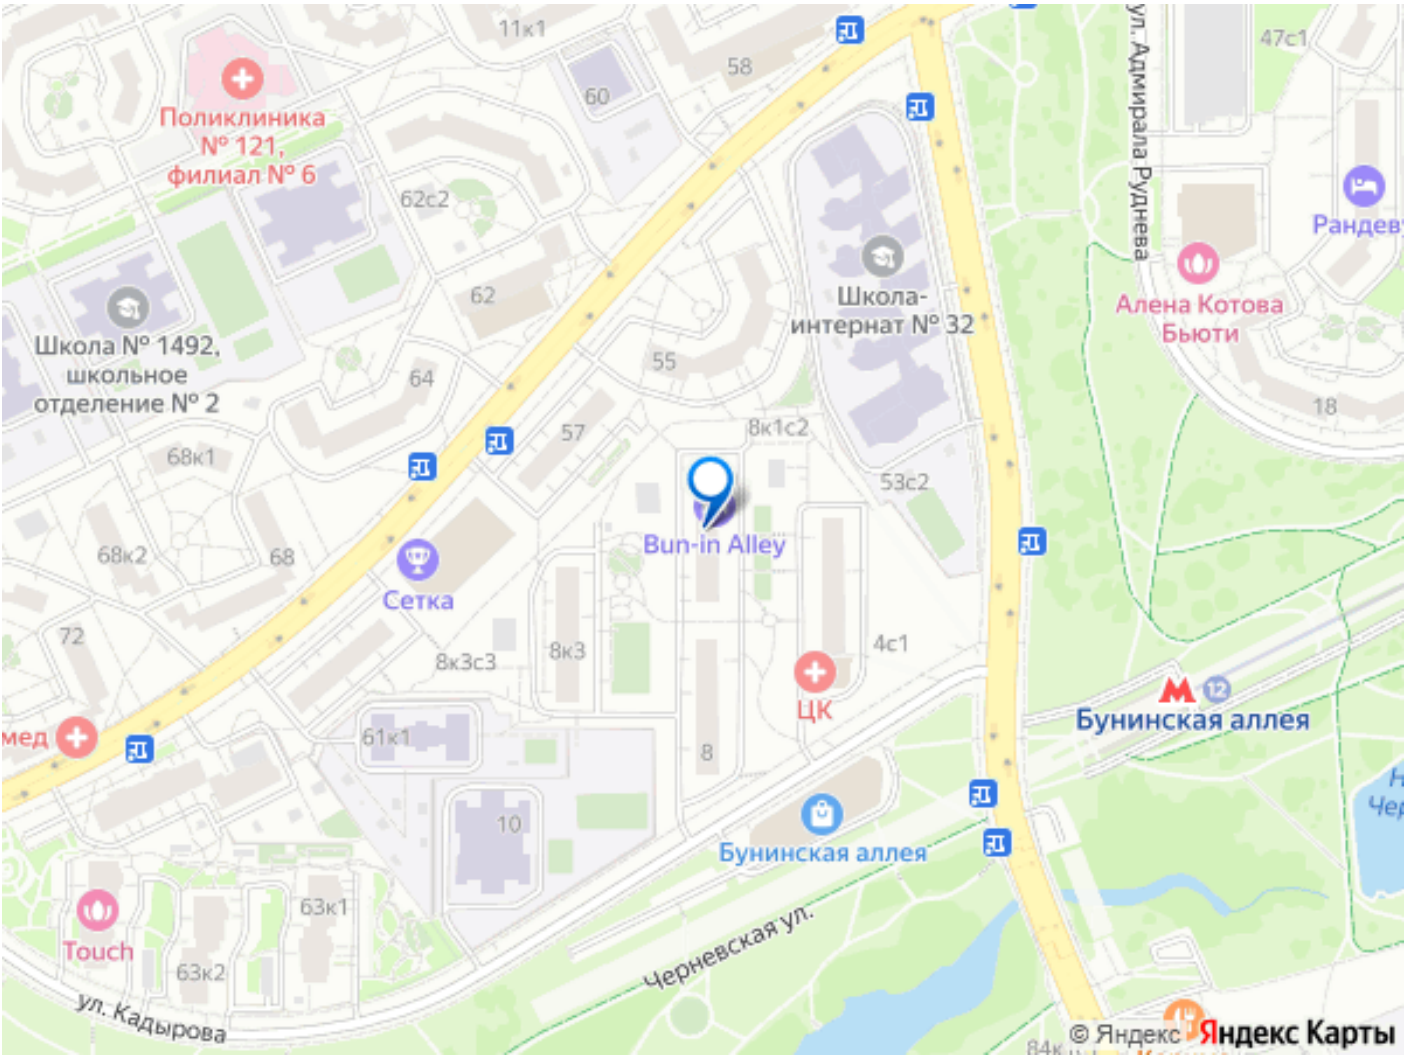 11к1
58
60
47с1
ул. Адмирала Руднева
Поликлиника
№ 121,
филиал № 6
62с2
Рандеву
62
Школа-
интернат № 32
Алена Котова
Бьюти
Школа № 1492,
школьное
отделение № 2
64
55
18
57
8к1с2
68к1
53с2
68к2
68
Bun-in Alley
Сетка
72
8к3с3
8к3
4с1
ЦК
12
Бунинская аллея
мед
61к1
8
10
Бунинская аллея
63к1
Touch
63к2
Черневская ул.
ул. Кадырова
84к
© Яндекс Яндекс Карты